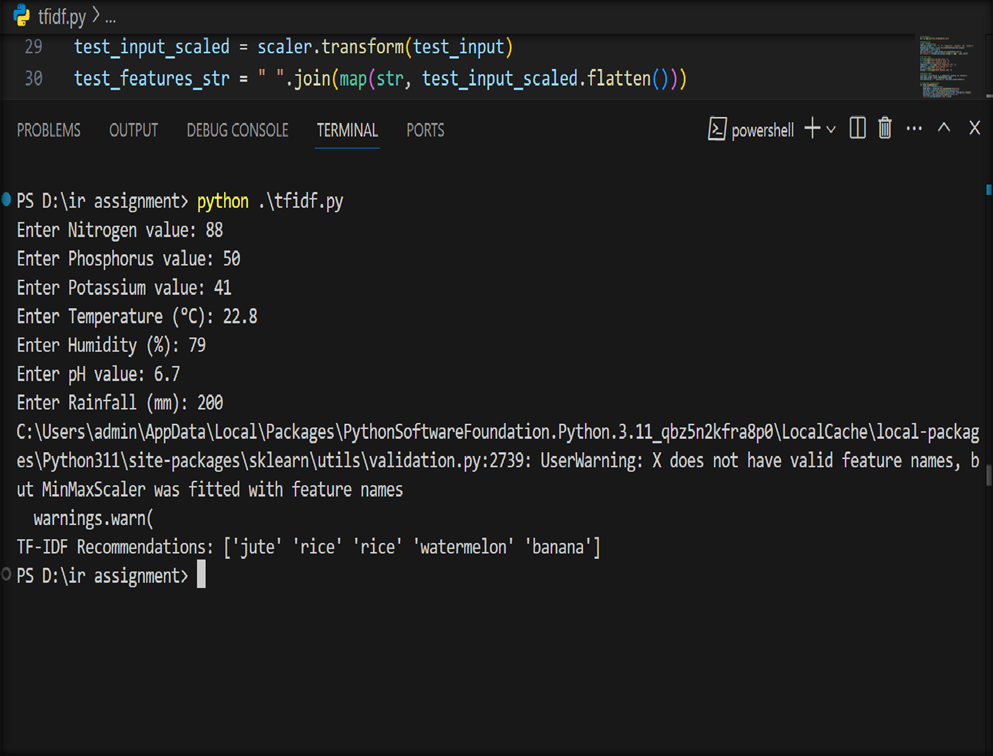 tfidf.py > ...
29 test_input_scaled = scaler.transform(test_input)
30 test_features_str = " ".join(map(str, test_input_scaled.flatten()))
PROBLEMS OUTPUT DEBUG CONSOLE TERMINAL PORTS powershell
PS D:\ir assignment> python .\tfidf.py
Enter Nitrogen value: 88
Enter Phosphorus value: 50
Enter Potassium value: 41
Enter Temperature (°C): 22.8
Enter Humidity (%): 79
Enter pH value: 6.7
Enter Rainfall (mm): 200
C:\Users\admin\AppData\Local\Packages\PythonSoftwareFoundation.Python.3.11_qbz5n2kfra8p0\LocalCache\local-packag
es\Python311\site-packages\sklearn\utils\validation.py:2739: UserWarning: X does not have valid feature names, b
ut MinMaxScaler was fitted with feature names
  warnings.warn(
TF-IDF Recommendations: ['jute' 'rice' 'rice' 'watermelon' 'banana']
PS D:\ir assignment>